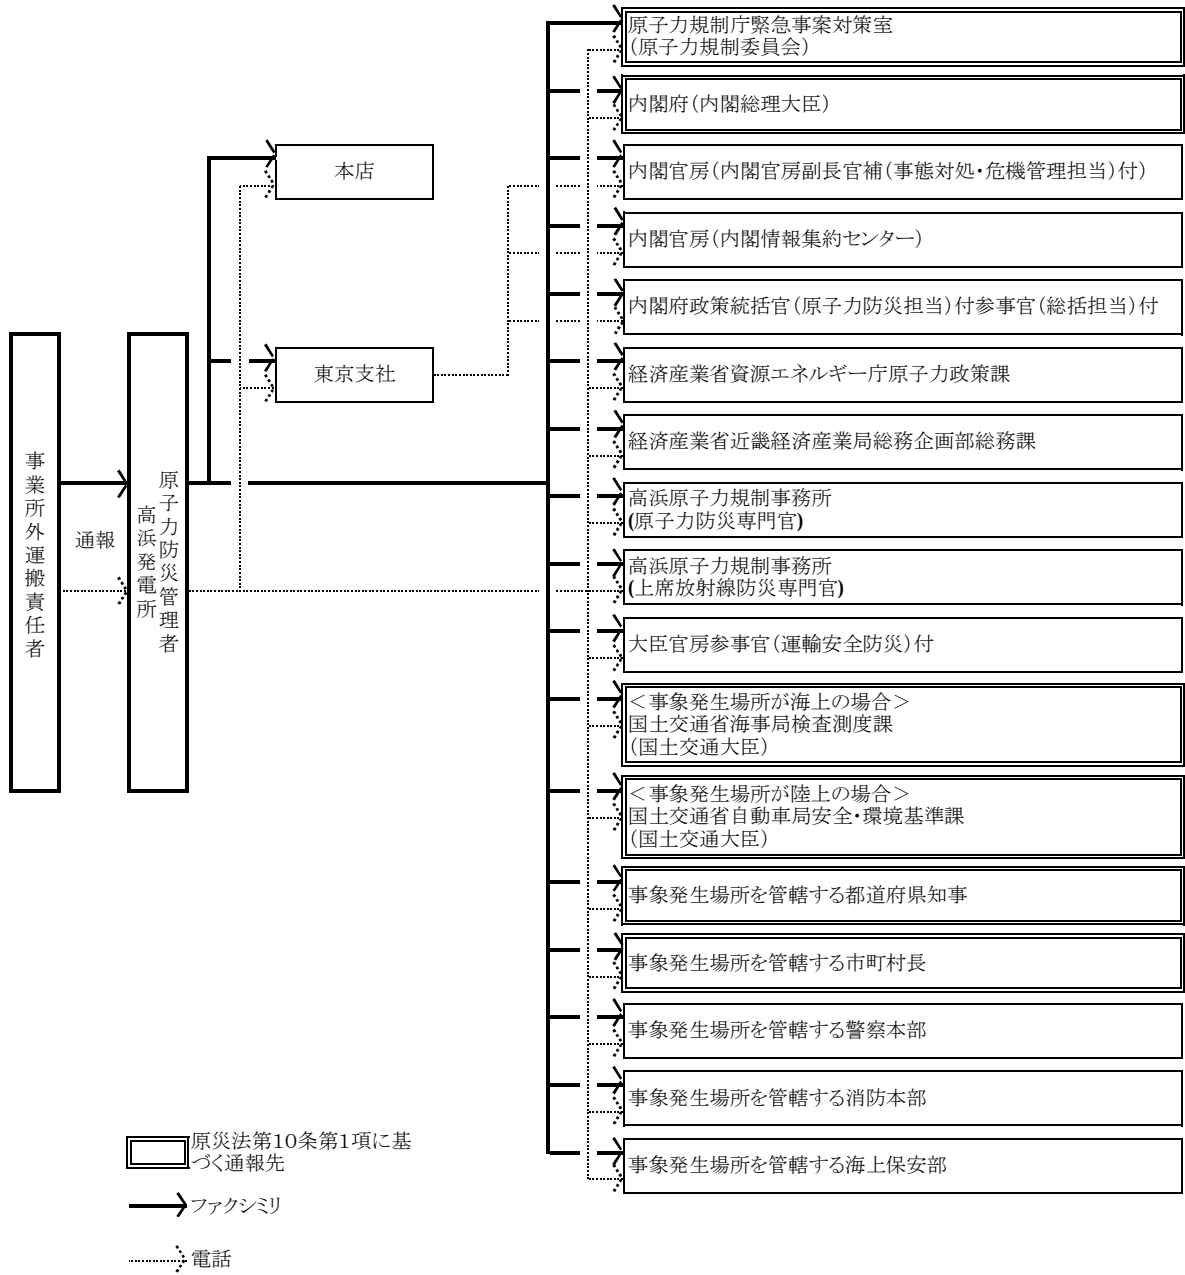 原子力規制庁緊急事案対策室
（原子力規制委員会）
内閣府（内閣総理大臣）
本店
内閣官房（内閣官房副長官補（事態対処・危機管理担当）付）
内閣官房（内閣情報集約センター）
内閣府政策統括官（原子力防災担当）付参事官（総括担当）付
東京支社
経済産業省資源エネルギー庁原子力政策課
経済産業省近畿経済産業局総務企画部総務課
事業所外運搬責任者
通報
高浜発電所
原子力防災管理者
高浜原子力規制事務所
(原子力防災専門官)
高浜原子力規制事務所
(上席放射線防災専門官)
大臣官房参事官（運輸安全防災）付
＜事象発生場所が海上の場合＞
国土交通省海事局検査測度課
（国土交通大臣）
＜事象発生場所が陸上の場合＞
国土交通省自動車局安全・環境基準課
（国土交通大臣）
事象発生場所を管轄する都道府県知事
事象発生場所を管轄する市町村長
事象発生場所を管轄する警察本部
事象発生場所を管轄する消防本部
事象発生場所を管轄する海上保安部
原災法第１０条第１項に基
づく通報先
ファクシミリ
電話